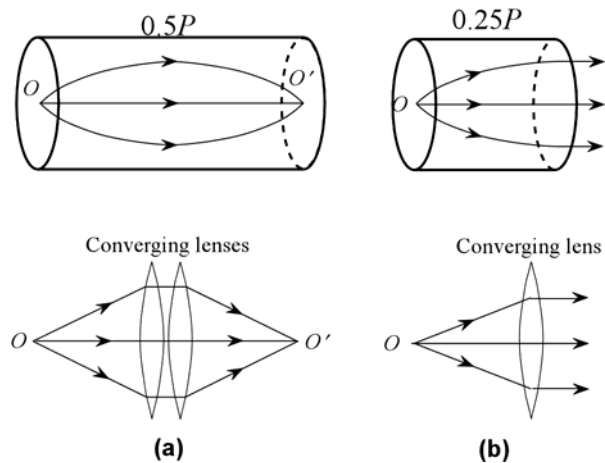 0.5P
0.25P
O
O′
O
Converging lenses
Converging lens
O
O′
O
(a)
(b)